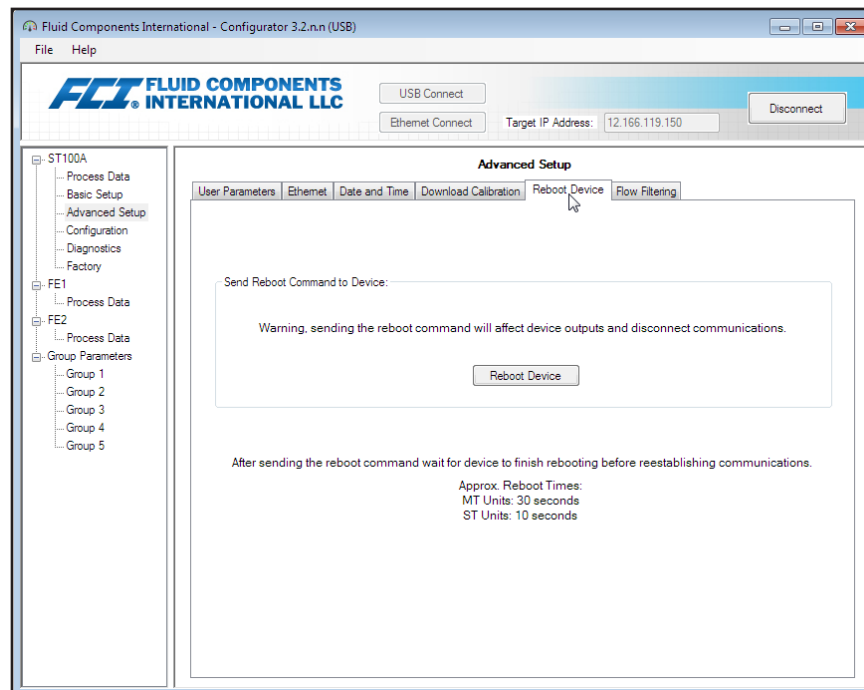 Fluid Components International - Configurator 3.2.n.n (USB)
File Help
FCI® FLUID COMPONENTS
INTERNATIONAL LLC
USB Connect
Ethernet Connect
Target IP Address: 12.166.119.150
Disconnect
ST100A
Process Data
Basic Setup
Advanced Setup
Configuration
Diagnostics
Factory
FE1
Process Data
FE2
Process Data
Group Parameters
Group 1
Group 2
Group 3
Group 4
Group 5
Advanced Setup
User Parameters Ethernet Date and Time Download Calibration Reboot Device Flow Filtering
Send Reboot Command to Device:
Warning, sending the reboot command will affect device outputs and disconnect communications.
Reboot Device
After sending the reboot command wait for device to finish rebooting before reestablishing communications.
Approx. Reboot Times:
MT Units: 30 seconds
ST Units: 10 seconds